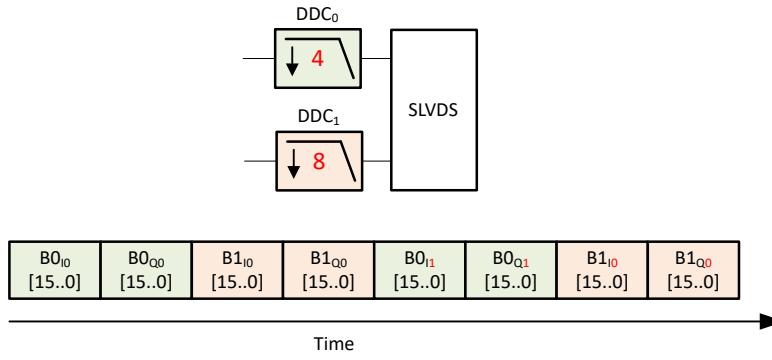 DDC₀
4
SLVDS
DDC₁
8
B0I0 B0Q0 B1I0 B1Q0 B0I1 B0Q1 B1I0 B1Q0
[15..0] [15..0] [15..0] [15..0] [15..0] [15..0] [15..0] [15..0]
Time